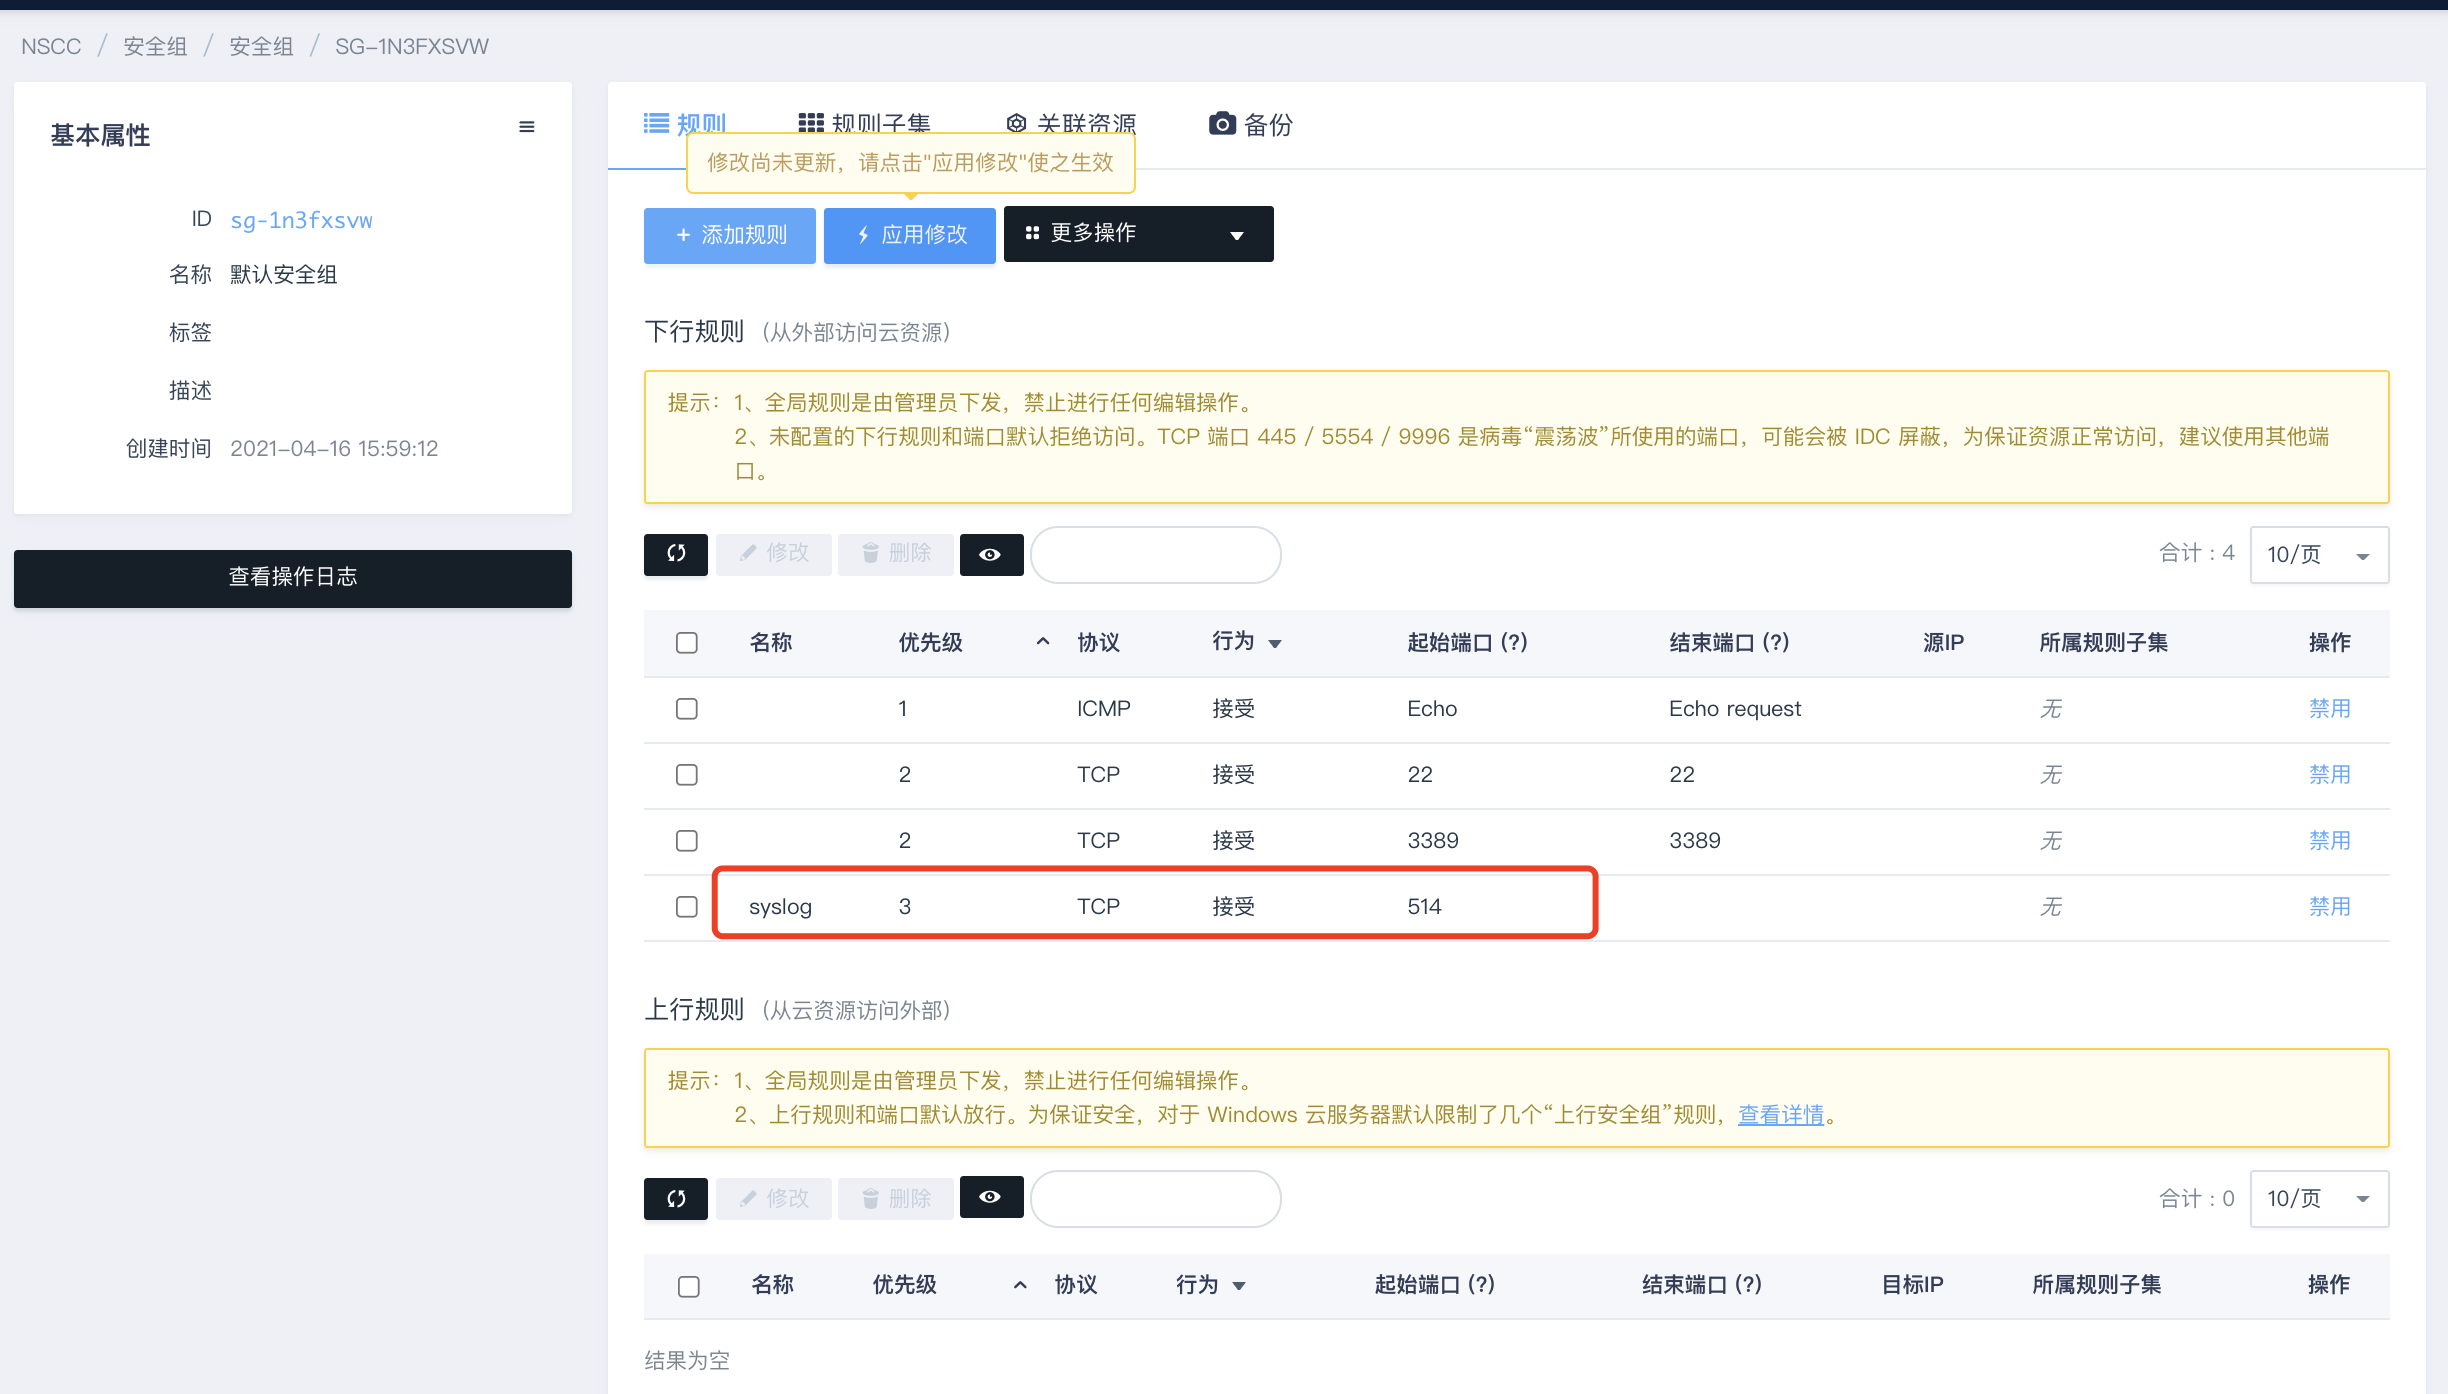 NSCC / 安全组 / 安全组 / SG-1N3FXSVW
基本属性
ID sg-1n3fxsvw
名称 默认安全组
标签
描述
创建时间 2021-04-16 15:59:12
查看操作日志
规则 规则子集 关联资源 备份
修改尚未更新，请点击"应用修改"使之生效
+ 添加规则 应用修改 更多操作
下行规则 （从外部访问云资源）
提示： 1、全局规则是由管理员下发，禁止进行任何编辑操作。
2、未配置的下行规则和端口默认拒绝访问。TCP 端口 445 / 5554 / 9996 是病毒“震荡波”所使用的端口，可能会被 IDC 屏蔽，为保证资源正常访问，建议使用其他端
口。
修改 删除 合计：4 10/页
名称 优先级 协议 行为 起始端口 (?) 结束端口 (?) 源IP 所属规则子集 操作
1 ICMP 接受 Echo Echo request 无 禁用
2 TCP 接受 22 22 无 禁用
2 TCP 接受 3389 3389 无 禁用
syslog 3 TCP 接受 514 无 禁用
上行规则 （从云资源访问外部）
提示： 1、全局规则是由管理员下发，禁止进行任何编辑操作。
2、上行规则和端口默认放行。为保证安全，对于 Windows 云服务器默认限制了几个“上行安全组”规则，查看详情。
修改 删除 合计：0 10/页
名称 优先级 协议 行为 起始端口 (?) 结束端口 (?) 目标IP 所属规则子集 操作
结果为空